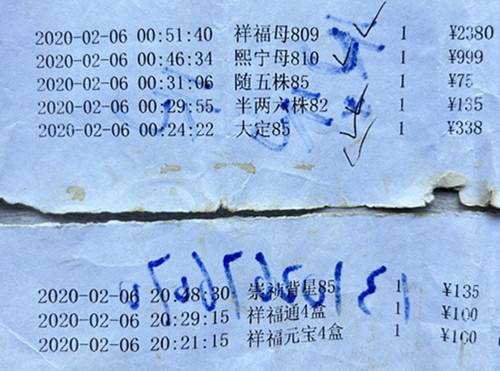 2020-02-06 00:51:40 祥福母809 1 ¥2380
2020-02-06 00:46:34 熙宁母810 1 ¥999
2020-02-06 00:31:06 随五株85 1 ¥75
2020-02-06 00:29:55 半两六株82 1 ¥135
2020-02-06 00:24:22 大定85 1 ¥338
2020-02-06 20:48:30 崇祯背星85 1 ¥135
2020-02-06 20:29:15 祥福通4盒 1 ¥100
2020-02-06 20:21:15 祥福元宝4盒 1 ¥100